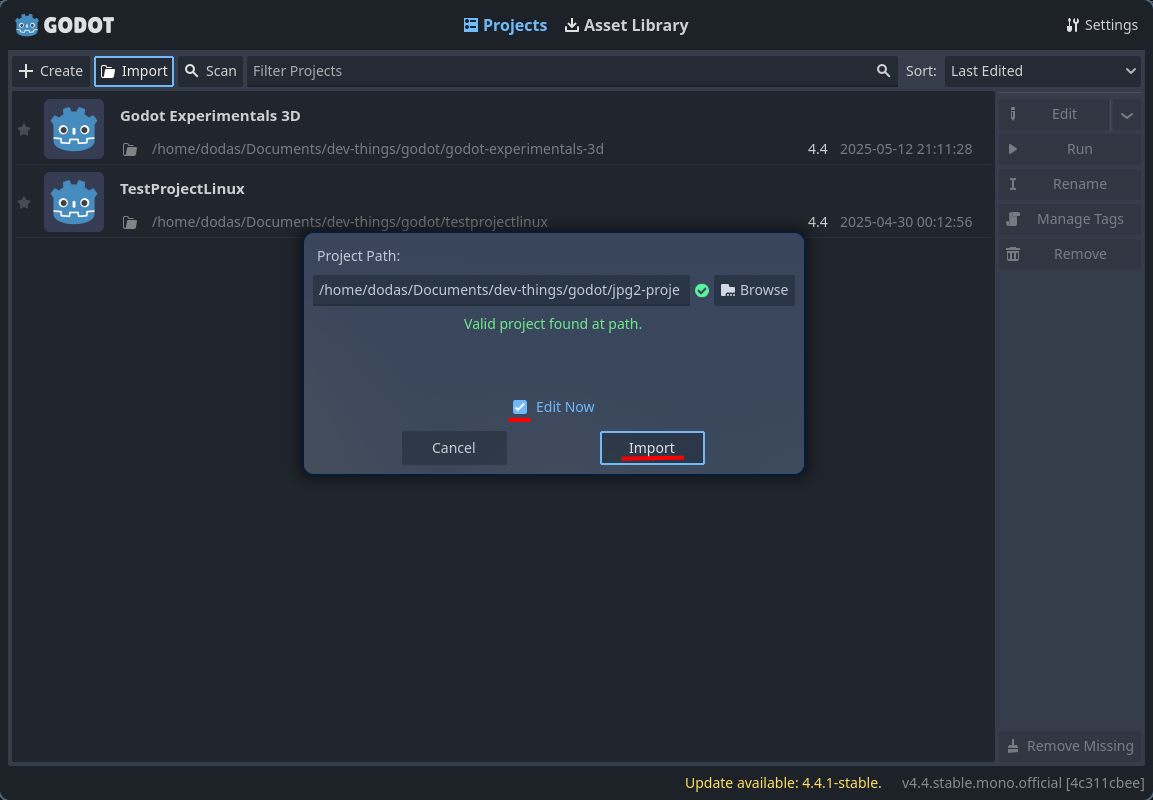 GODOT
Projects Asset Library
Settings
Create Import Scan Filter Projects Sort: Last Edited
Godot Experimentals 3D
/home/dodas/Documents/dev-things/godot/godot-experimentals-3d 4.4 2025-05-12 21:11:28
TestProjectLinux
/home/dodas/Documents/dev-things/godot/testprojectlinux 4.4 2025-04-30 00:12:56
Edit
Run
Rename
Manage Tags
Remove
Project Path:
/home/dodas/Documents/dev-things/godot/jpg2-proje Browse
Valid project found at path.
Edit Now
Cancel Import
Remove Missing
Update available: 4.4.1-stable. v4.4.stable.mono.official [4c311cbee]